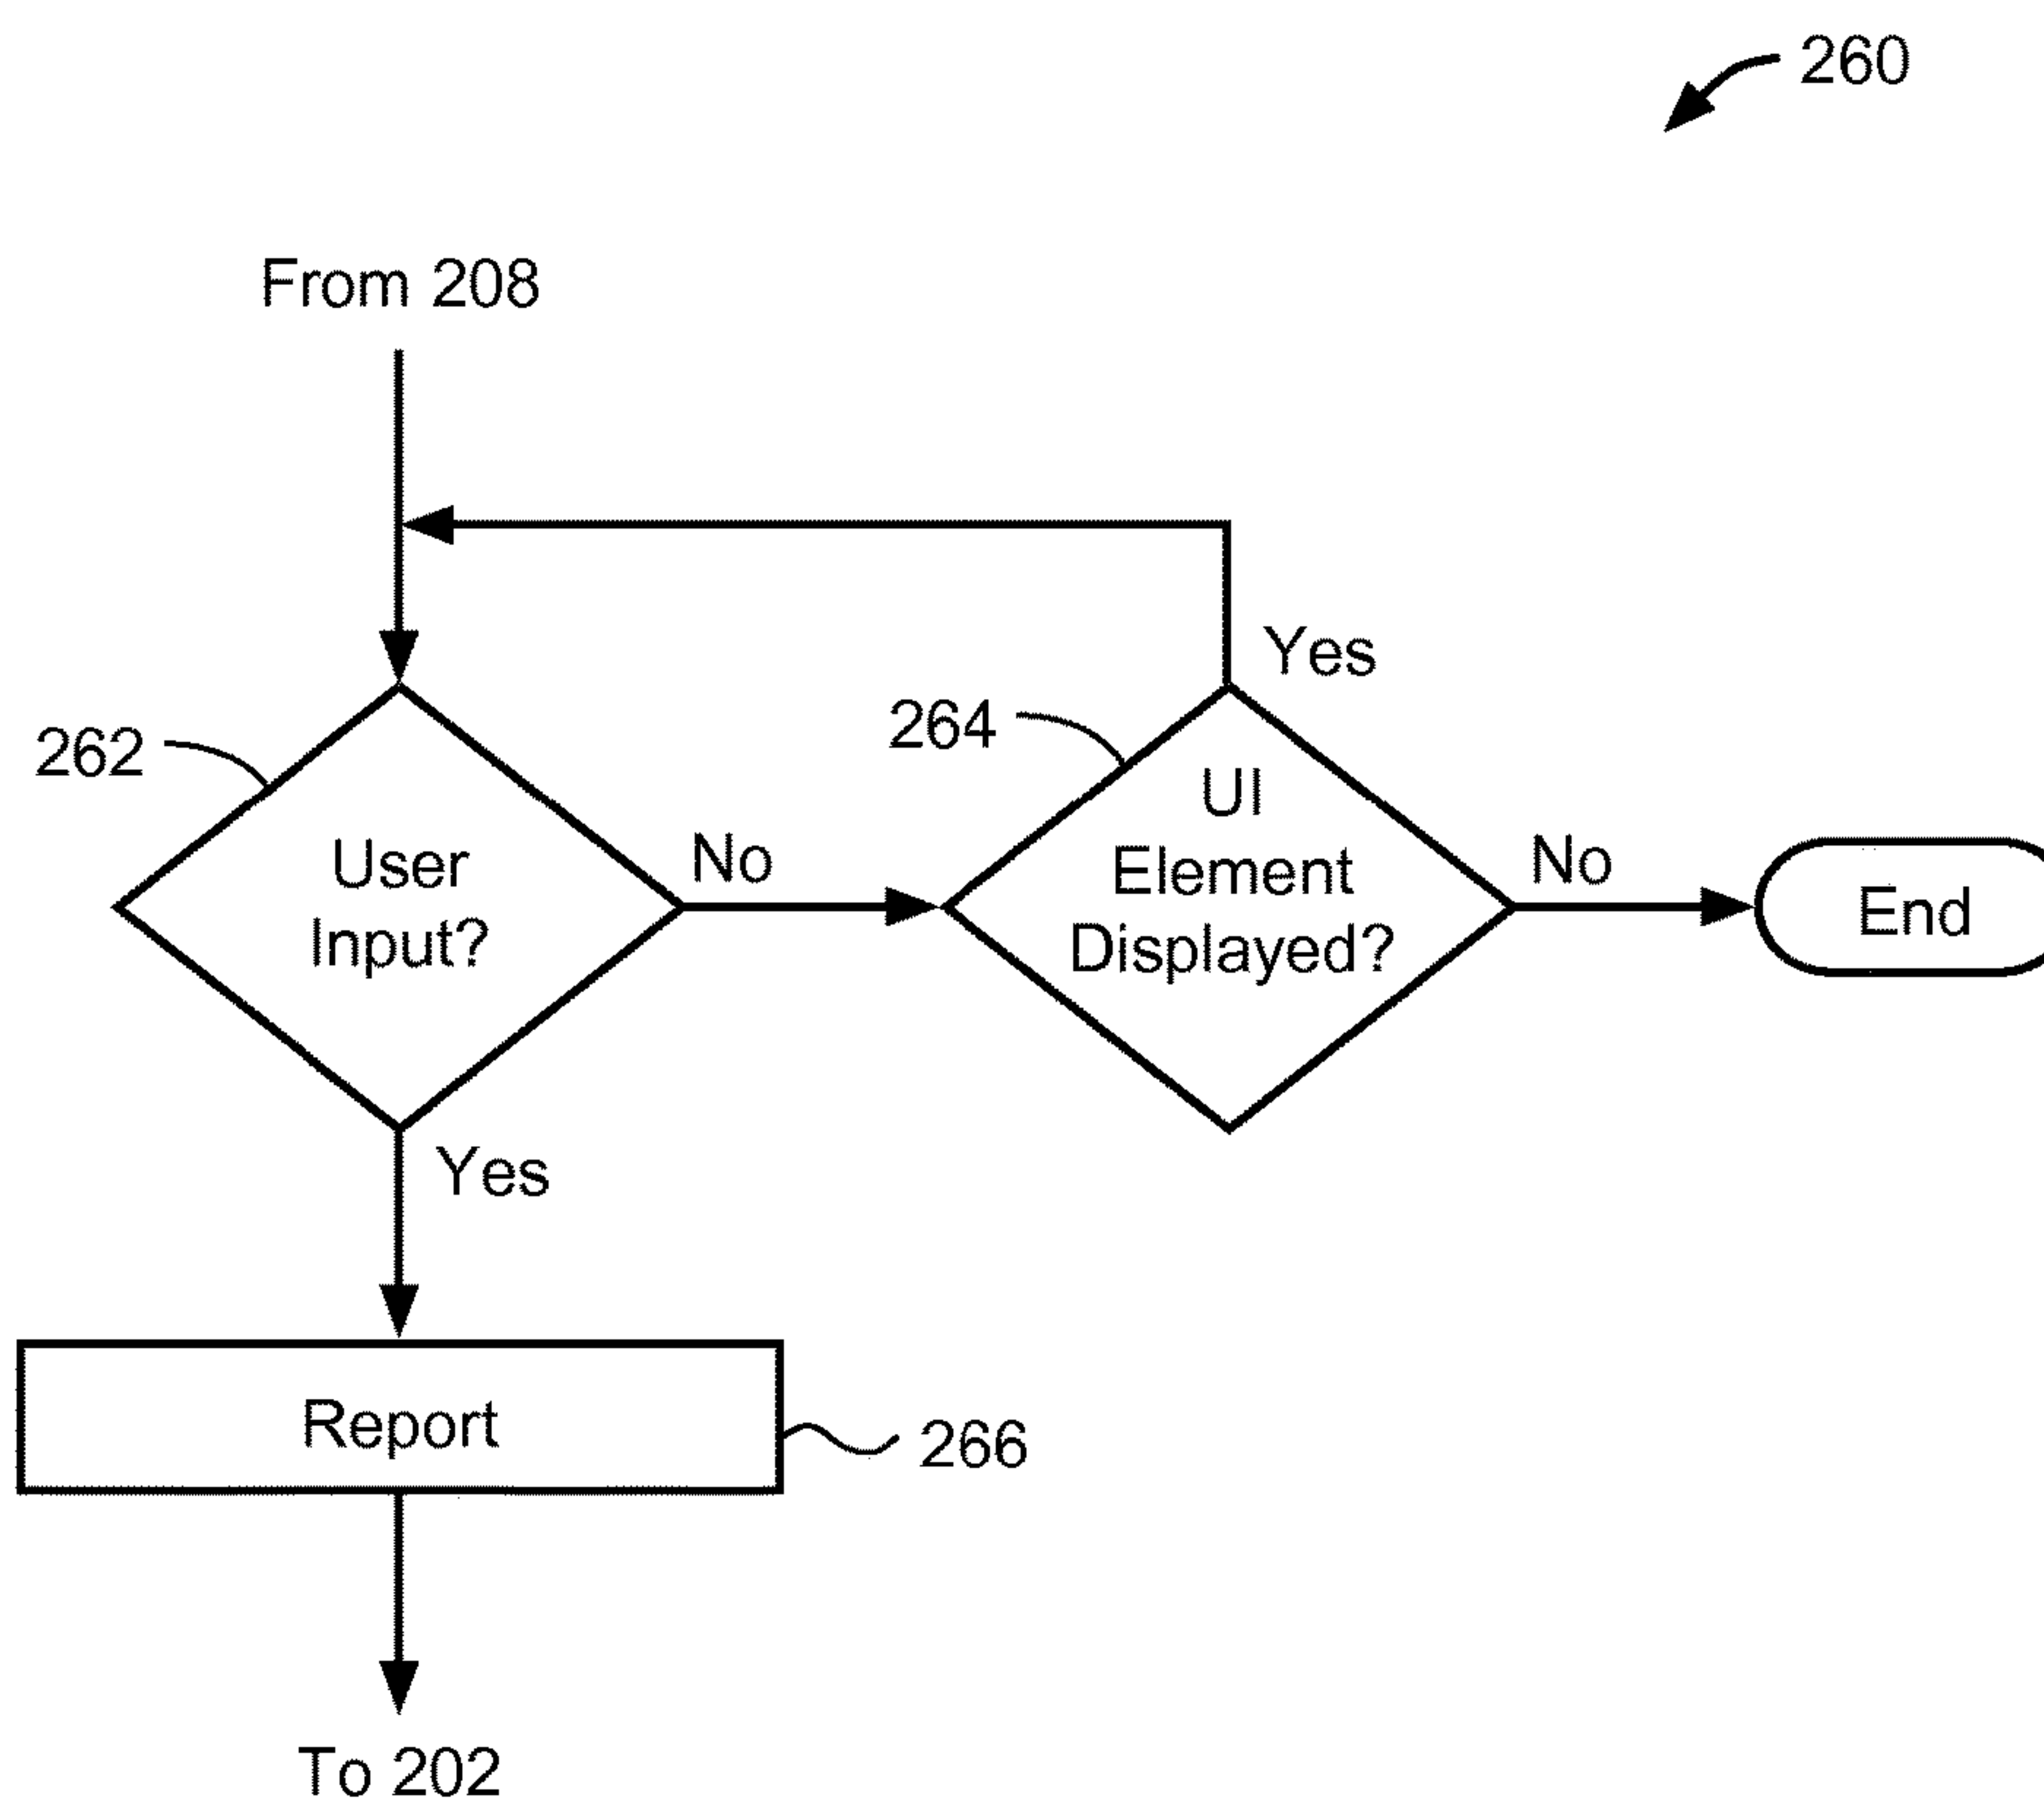 260
From 208
Yes
264
262
UI
Element
Displayed?
User
Input?
No
No
End
Yes
Report
266
To 202